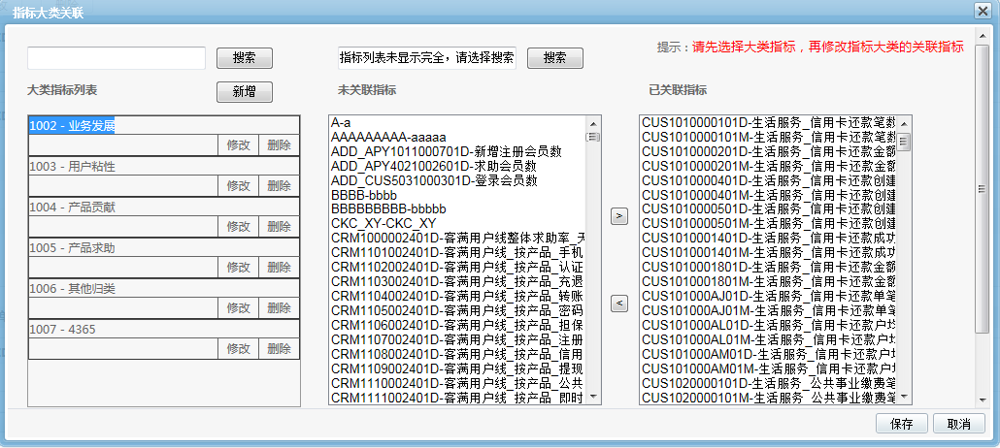 指标大类关联
提示：请先选择大类指标，再修改指标大类的关联指标
搜索
指标列表未显示完全，请选择搜索
搜索
大类指标列表
新增
未关联指标
已关联指标
1002 - 业务发展
修改 删除
1003 - 用户粘性
修改 删除
1004 - 产品贡献
修改 删除
1005 - 产品求助
修改 删除
1006 - 其他归类
修改 删除
1007 - 4365
修改 删除
A-a
AAAAAAAAA-aaaaa
ADD_APY1011000701D-新增注册会员数
ADD_APY4021002601D-求助会员数
ADD_CUS5031000301D-登录会员数
BBBB-bbbb
BBBBBBBBB-bbbbb
CKC_XY-CKC_XY
CRM1000002401D-客满用户线整体求助率_天
CRM1101002401D-客满用户线_按产品_手机
CRM1102002401D-客满用户线_按产品_认证
CRM1103002401D-客满用户线_按产品_充退
CRM1104002401D-客满用户线_按产品_转账
CRM1105002401D-客满用户线_按产品_密码
CRM1106002401D-客满用户线_按产品_担保
CRM1107002401D-客满用户线_按产品_注册
CRM1108002401D-客满用户线_按产品_信用
CRM1109002401D-客满用户线_按产品_提现
CRM1110002401D-客满用户线_按产品_公共
CRM1111002401D-客满用户线_按产品_即时
>
<
CUS1010000101D-生活服务_信用卡还款笔数
CUS1010000101M-生活服务_信用卡还款笔数
CUS1010000201D-生活服务_信用卡还款金额
CUS1010000201M-生活服务_信用卡还款金额
CUS1010000401D-生活服务_信用卡还款创建
CUS1010000401M-生活服务_信用卡还款创建
CUS1010000501D-生活服务_信用卡还款创建
CUS1010000501M-生活服务_信用卡还款创建
CUS1010001401D-生活服务_信用卡还款成功
CUS1010001401M-生活服务_信用卡还款成功
CUS1010001801D-生活服务_信用卡还款金额
CUS1010001801M-生活服务_信用卡还款金额
CUS101000AJ01D-生活服务_信用卡还款单笔
CUS101000AJ01M-生活服务_信用卡还款单笔
CUS101000AL01D-生活服务_信用卡还款户均
CUS101000AL01M-生活服务_信用卡还款户均
CUS101000AM01D-生活服务_信用卡还款户均
CUS101000AM01M-生活服务_信用卡还款户均
CUS1020000101D-生活服务_公共事业缴费笔
CUS1020000101M-生活服务_公共事业缴费笔
保存 取消